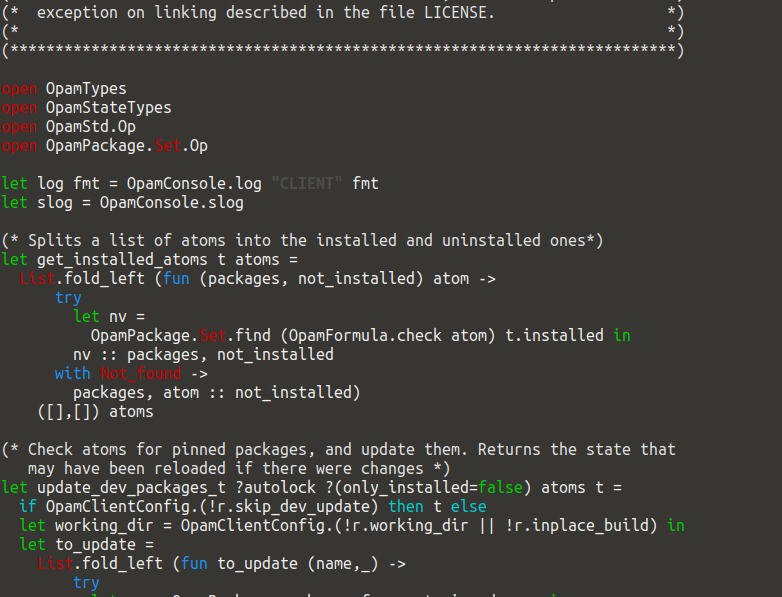 (*  exception on linking described in the file LICENSE.                   *)
(*                                                                        *)
(**************************************************************************)
open OpamTypes
open OpamStateTypes
open OpamStd.Op
open OpamPackage.Set.Op
let log fmt = OpamConsole.log "CLIENT" fmt
let slog = OpamConsole.slog
(* Splits a list of atoms into the installed and uninstalled ones*)
let get_installed_atoms t atoms =
  List.fold_left (fun (packages, not_installed) atom ->
      try
        let nv =
          OpamPackage.Set.find (OpamFormula.check atom) t.installed in
        nv :: packages, not_installed
      with Not_found ->
        packages, atom :: not_installed)
    ([],[]) atoms
(* Check atoms for pinned packages, and update them. Returns the state that
   may have been reloaded if there were changes *)
let update_dev_packages_t ?autolock ?(only_installed=false) atoms t =
  if OpamClientConfig.(!r.skip_dev_update) then t else
  let working_dir = OpamClientConfig.(!r.working_dir || !r.inplace_build) in
  let to_update =
    List.fold_left (fun to_update (name,_) ->
        try